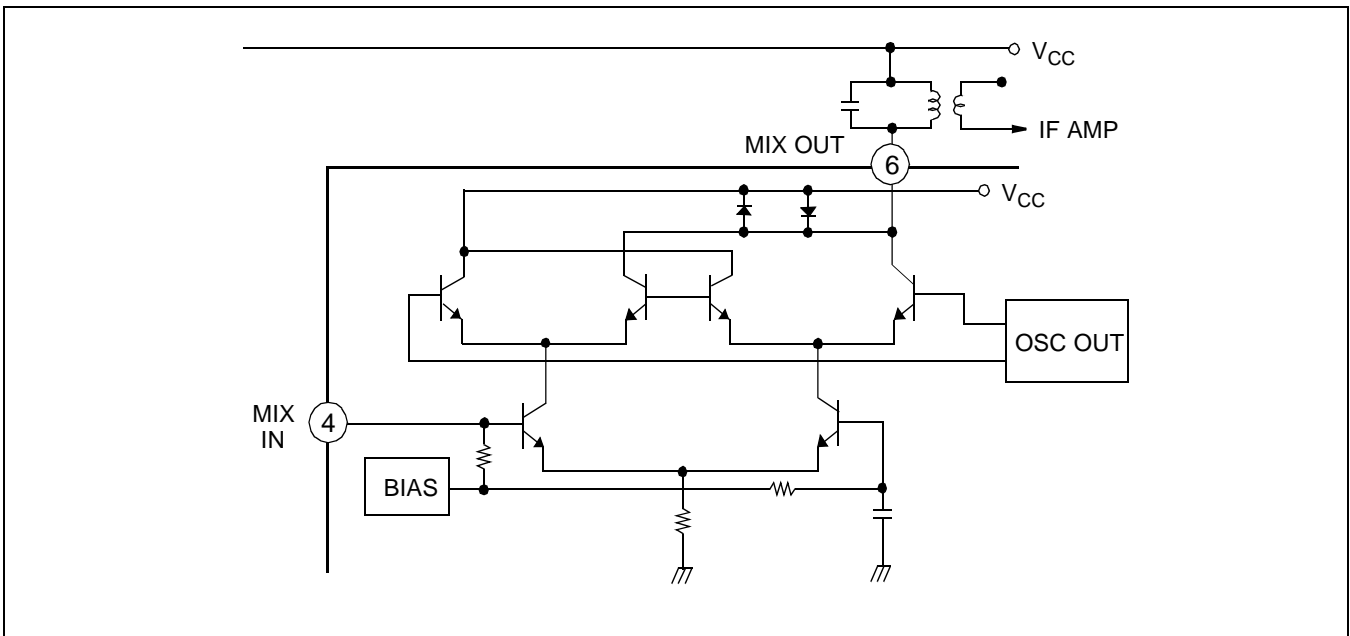 VCC
IF AMP
MIX OUT
6
VCC
OSC OUT
MIX
IN
4
BIAS